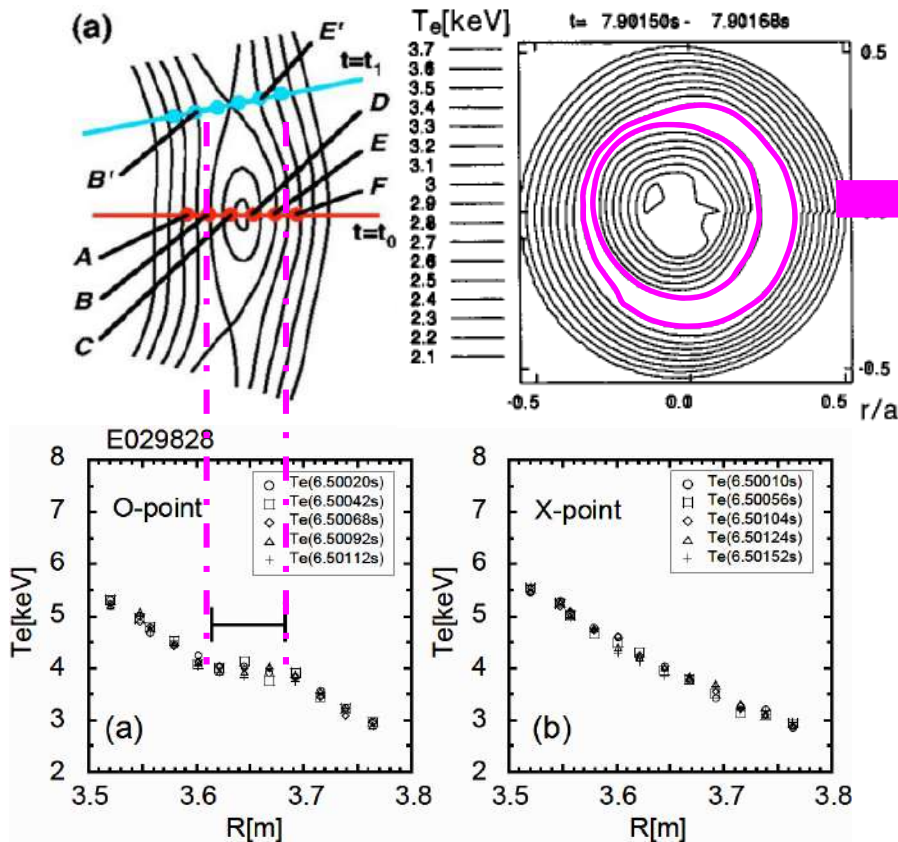 (a)
E'
t=t1
D
E
B'
F
t=t0
A
B
C
Te[keV]
t= 7.90150s - 7.90168s
3.7
3.6
3.5
3.4
3.3
3.2
3.1
3
2.9
2.8
2.7
2.6
2.5
2.4
2.3
2.2
2.1
0.5
-0.5
-0.5
0.0
0.5
r/a
E029828
8
7
6
5
4
3
2
Te[keV]
O-point
Te(6.50020s)
Te(6.50042s)
Te(6.50068s)
Te(6.50092s)
Te(6.50112s)
(a)
3.5
3.6
3.7
3.8
R[m]
8
7
6
5
4
3
2
Te[keV]
X-point
Te(6.50010s)
Te(6.50056s)
Te(6.50104s)
Te(6.50124s)
Te(6.50152s)
(b)
3.5
3.6
3.7
3.8
R[m]